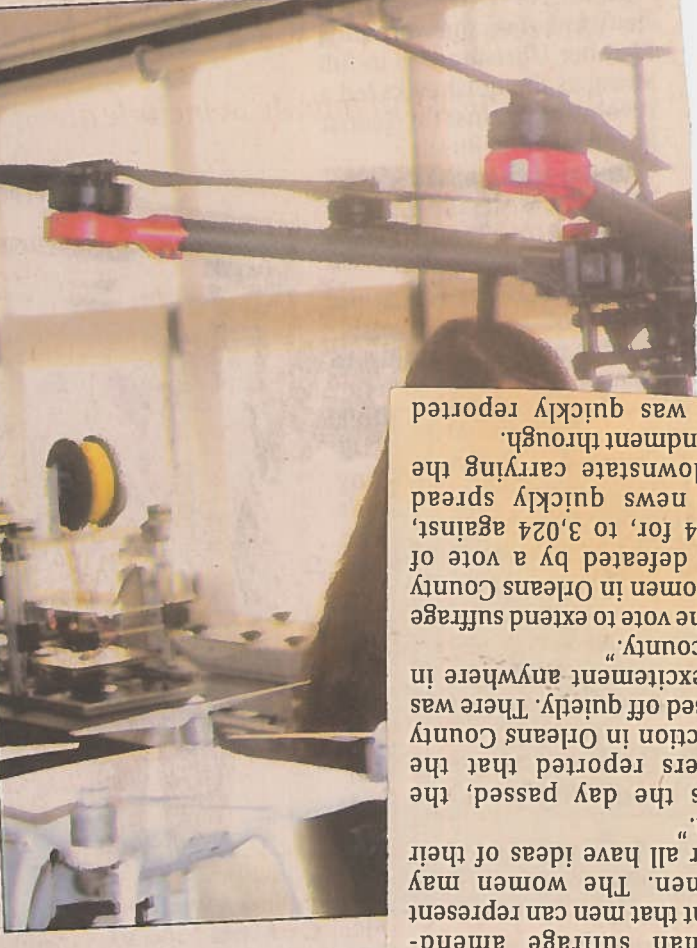 suffrage amend-
t that men can represent
nen. The women may
r all have ideas of their
."
s the day passed, the
ers reported that the
ction in Orleans County
sed off quietly. There was
excitement anywhere in
county."
he vote to extend suffrage
omen in Orleans County
defeated by a vote of
4 for, to 3,024 against,
news quickly spread
lownstate carrying the
ndment through.
was quickly reported